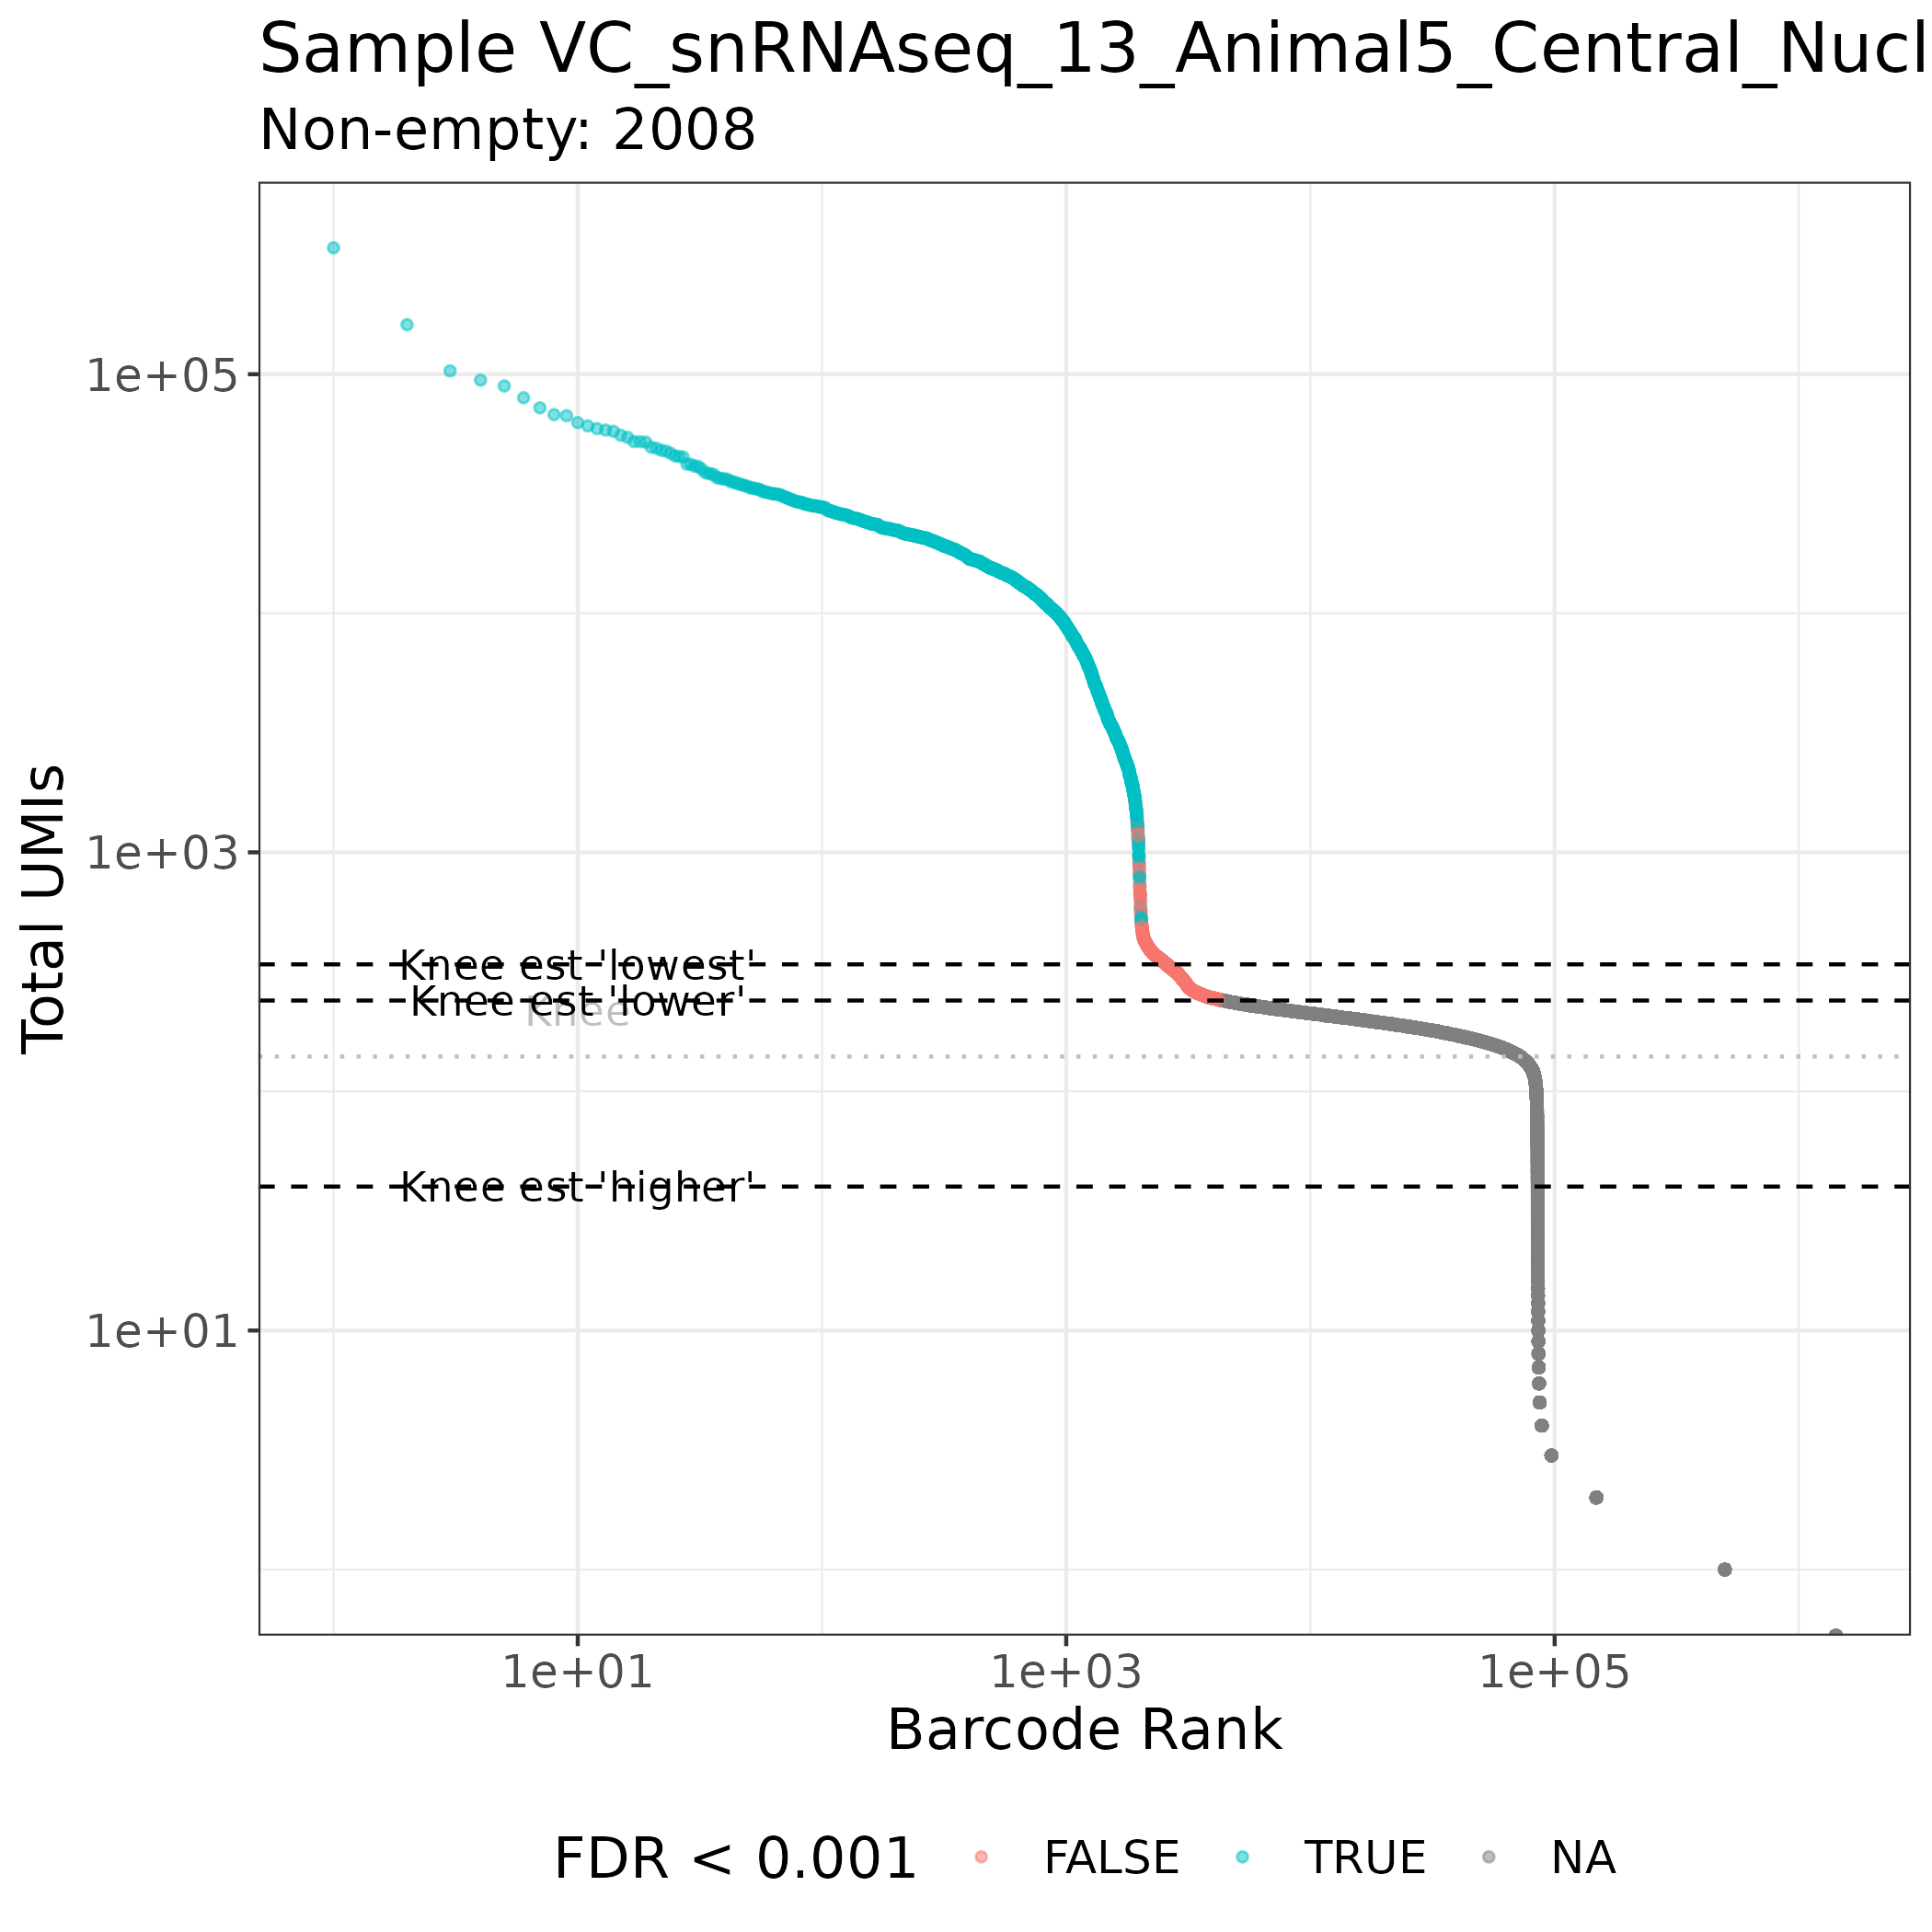 Sample VC_snRNAseq_13_Animal5_Central_Nucl
Non-empty: 2008
Total UMIs
1e+05
1e+03
1e+01
Knee est 'lowest'
Knee est 'lower'
Knee
Knee est 'higher'
1e+01 1e+03 1e+05
Barcode Rank
FDR < 0.001 FALSE TRUE NA